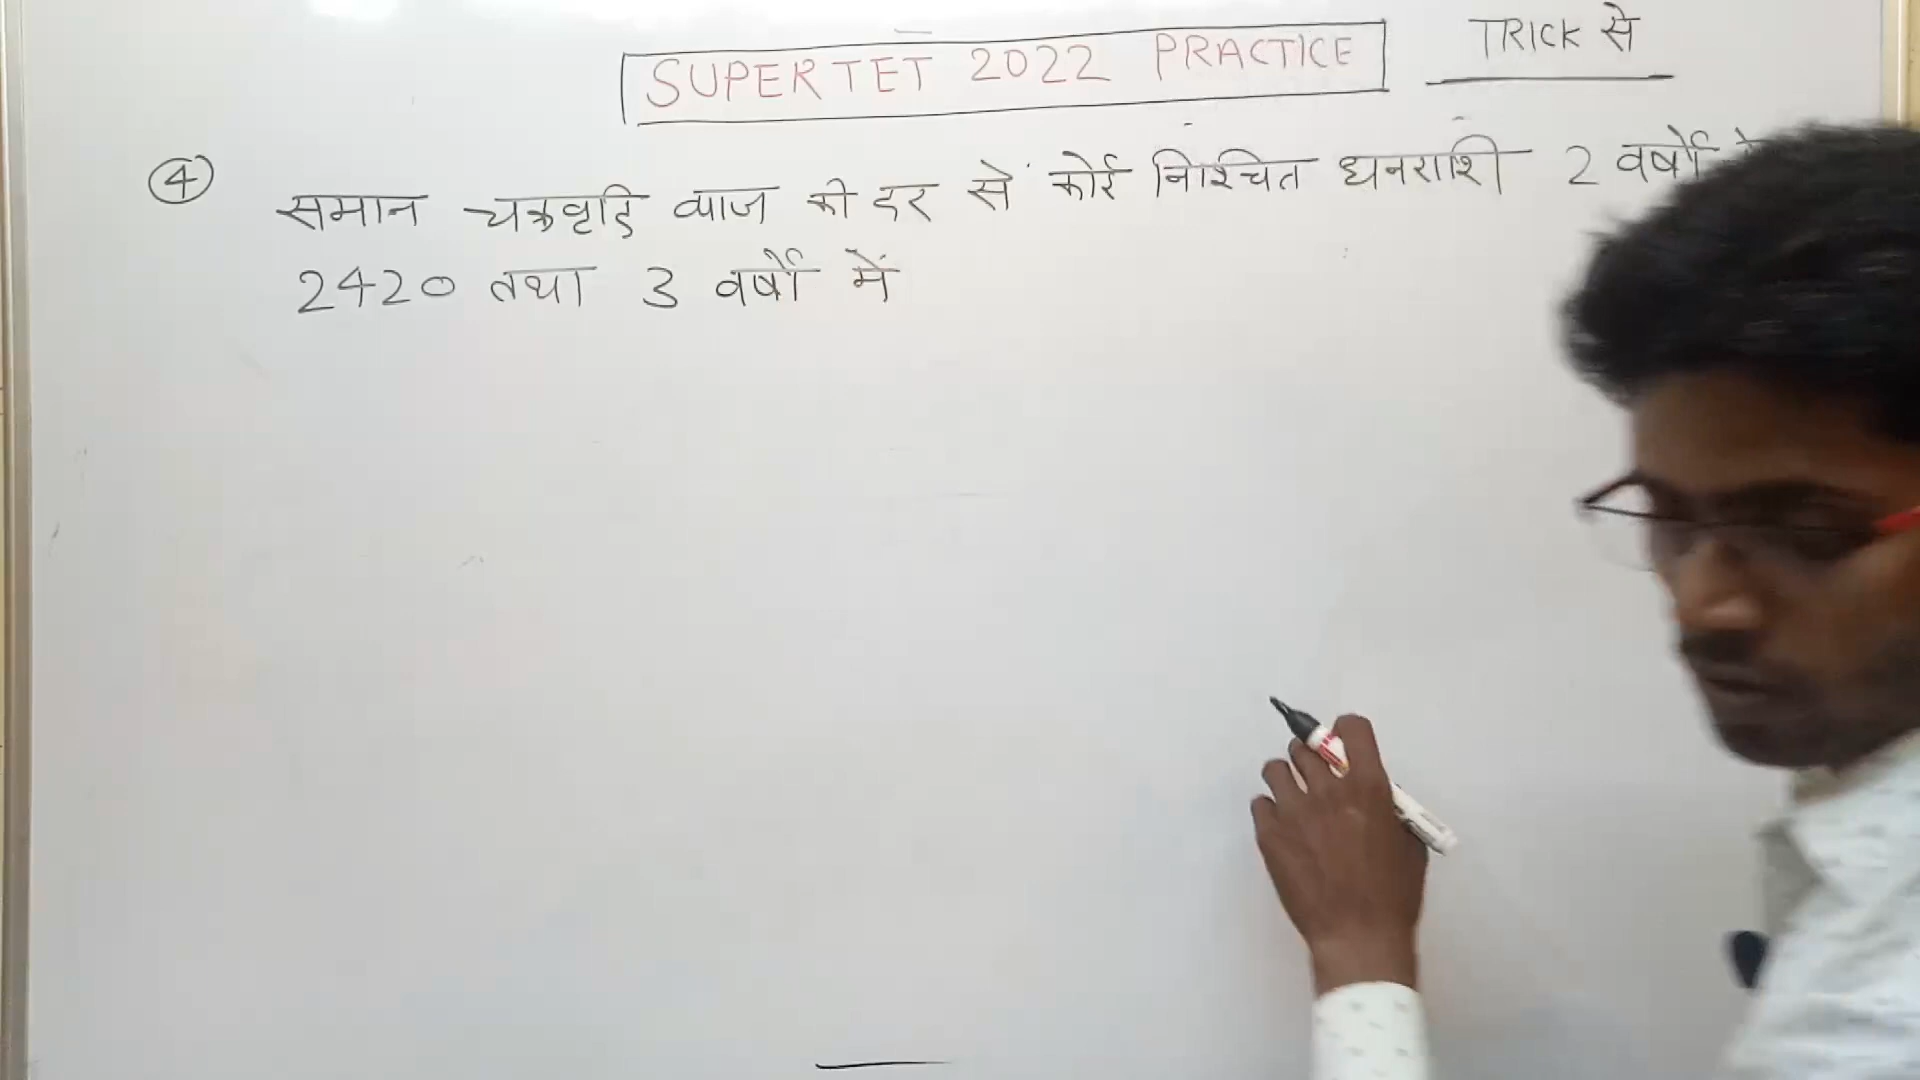 SUPERTET 2022 PRACTICE
TRICK से
④ समान चक्रवृद्धि व्याज की दर से कोई निश्चित धनराशि 2 वर्षों
2420 तथा 3 वर्षों में